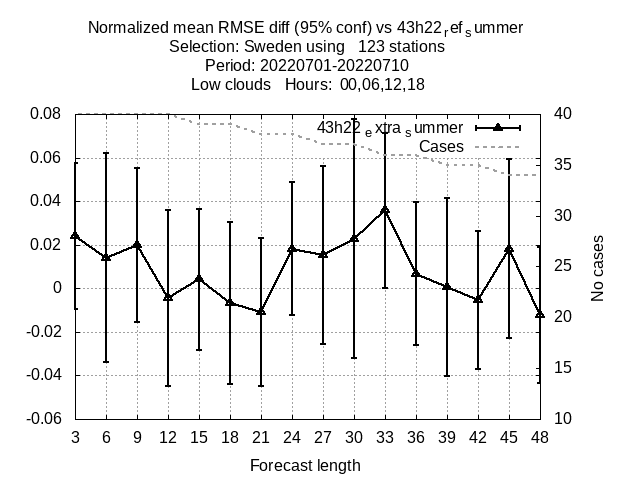 Normalized mean RMSE diff (95% conf) vs 43h22refsummer
Selection: Sweden using 123 stations
Period: 20220701-20220710
Low clouds Hours: 00,06,12,18
43h22extrasummer
Cases
0.08
0.06
0.04
0.02
0
-0.02
-0.04
-0.06
40
35
30
25
20
15
10
No cases
3 6 9 12 15 18 21 24 27 30 33 36 39 42 45 48
Forecast length